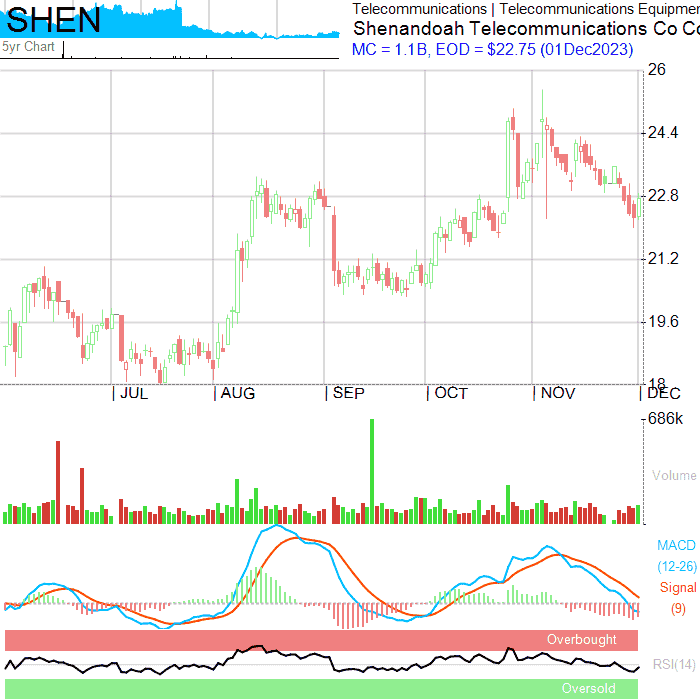 SHEN
5yr Chart
Telecommunications | Telecommunications Equipmen
Shenandoah Telecommunications Co Co
MC = 1.1B, EOD = $22.75 (01Dec2023)
26
24.4
22.8
21.2
19.6
18
JUL AUG SEP OCT NOV DEC
686k
Volume
MACD
(12-26)
Signal
(9)
Overbought
RSI(14)
Oversold